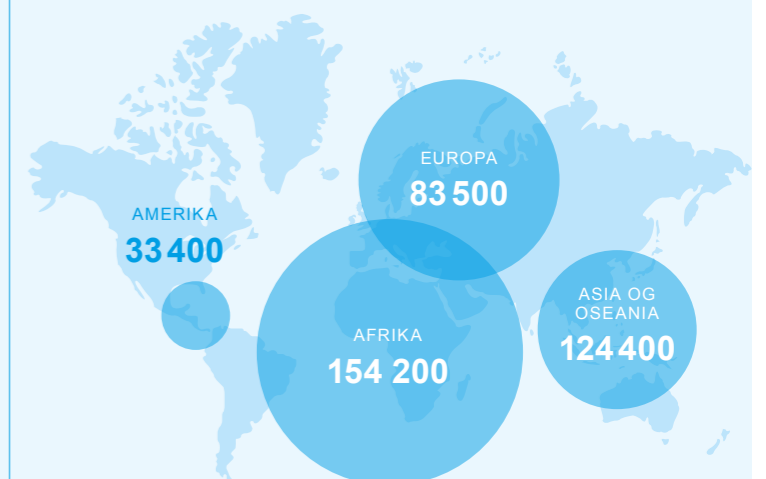 EUROPA
83 500
AMERIKA
33 400
ASIA OG
OSEANIA
124 400
AFRIKA
154 200